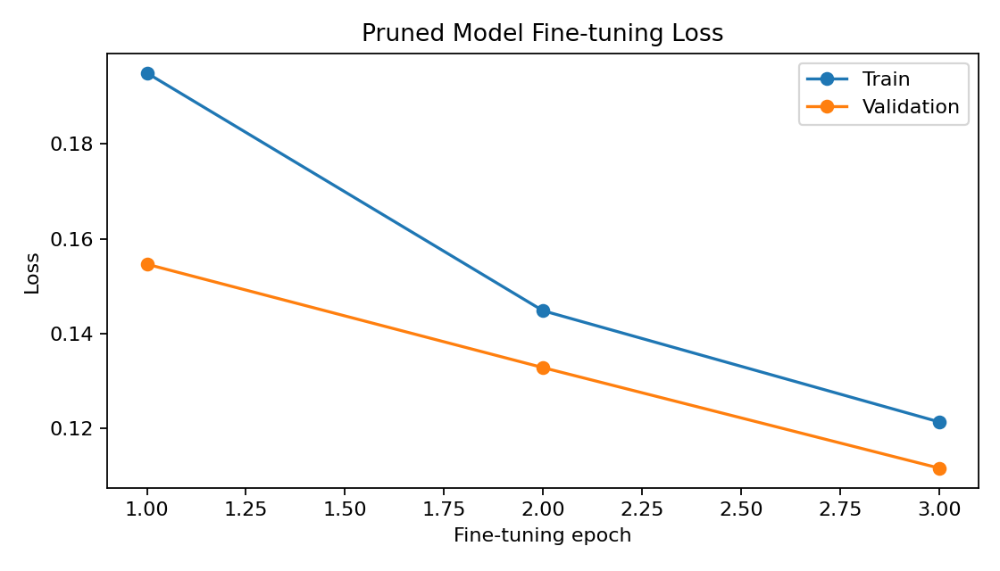 Pruned Model Fine-tuning Loss
Train
Validation
Loss
0.18
0.16
0.14
0.12
1.00 1.25 1.50 1.75 2.00 2.25 2.50 2.75 3.00
Fine-tuning epoch